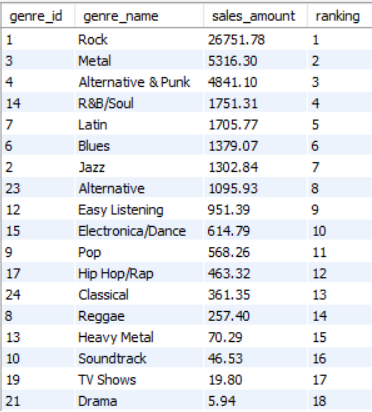 genre_id genre_name sales_amount ranking
1 Rock 26751.78 1
3 Metal 5316.30 2
4 Alternative & Punk 4841.10 3
14 R&B/Soul 1751.31 4
7 Latin 1705.77 5
6 Blues 1379.07 6
2 Jazz 1302.84 7
23 Alternative 1095.93 8
12 Easy Listening 951.39 9
15 Electronica/Dance 614.79 10
9 Pop 568.26 11
17 Hip Hop/Rap 463.32 12
24 Classical 361.35 13
8 Reggae 257.40 14
13 Heavy Metal 70.29 15
10 Soundtrack 46.53 16
19 TV Shows 19.80 17
21 Drama 5.94 18